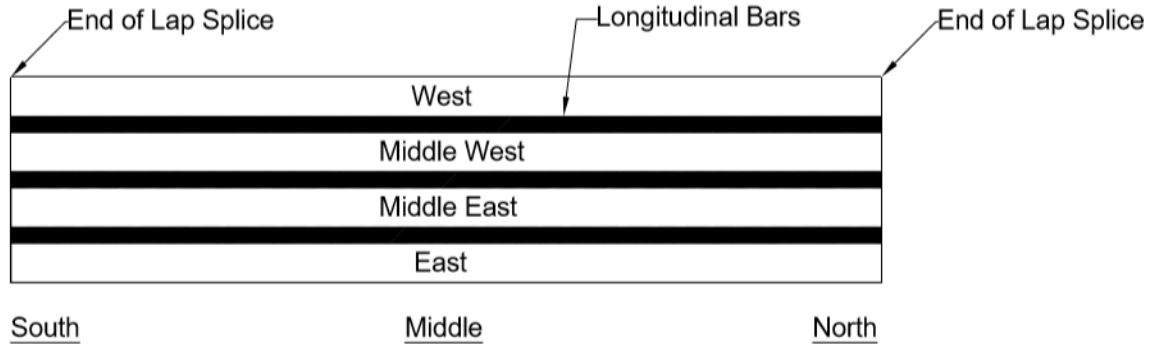 End of Lap Splice
Longitudinal Bars
End of Lap Splice
West
Middle West
Middle East
East
South
Middle
North